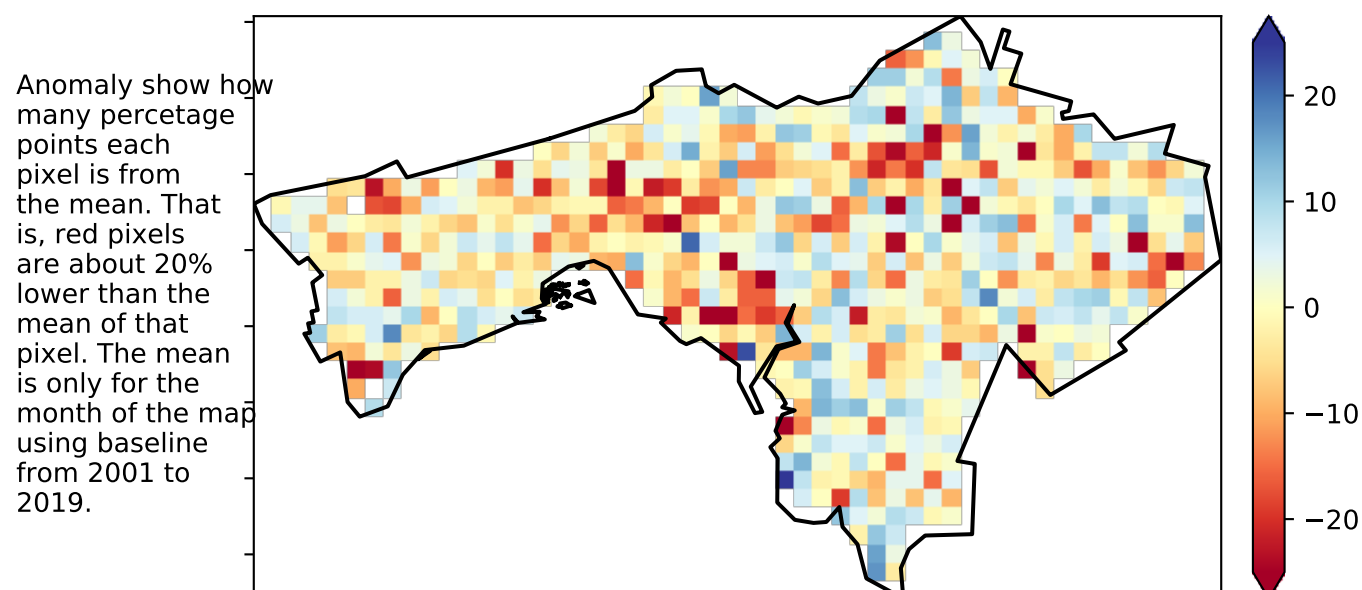 Anomaly show how
many percetage
points each
pixel is from
the mean. That
is, red pixels
are about 20%
lower than the
mean of that
pixel. The mean
is only for the
month of the map
using baseline
from 2001 to
2019.
20
10
0
−10
−20